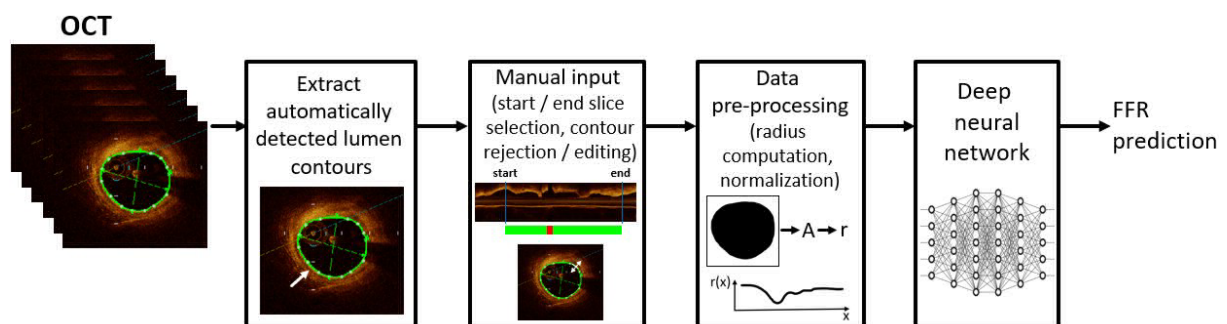 OCT
Extract
automatically
detected lumen
contours
Manual input
(start / end slice
selection, contour
rejection / editing)
start end
Data
pre-processing
(radius
computation,
normalization)
A r
r(x)
x
Deep
neural
network
FFR
prediction